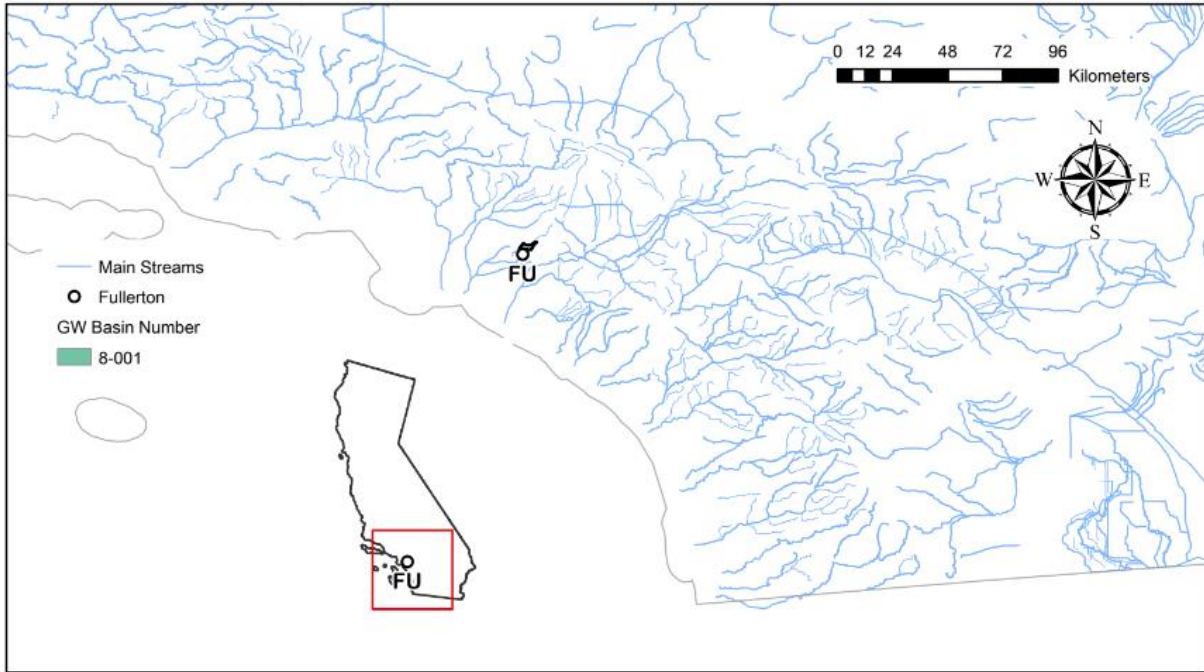 0 12 24 48 72 96
Kilometers
N
W E
S
FU
Main Streams
Fullerton
GW Basin Number
8-001
FU